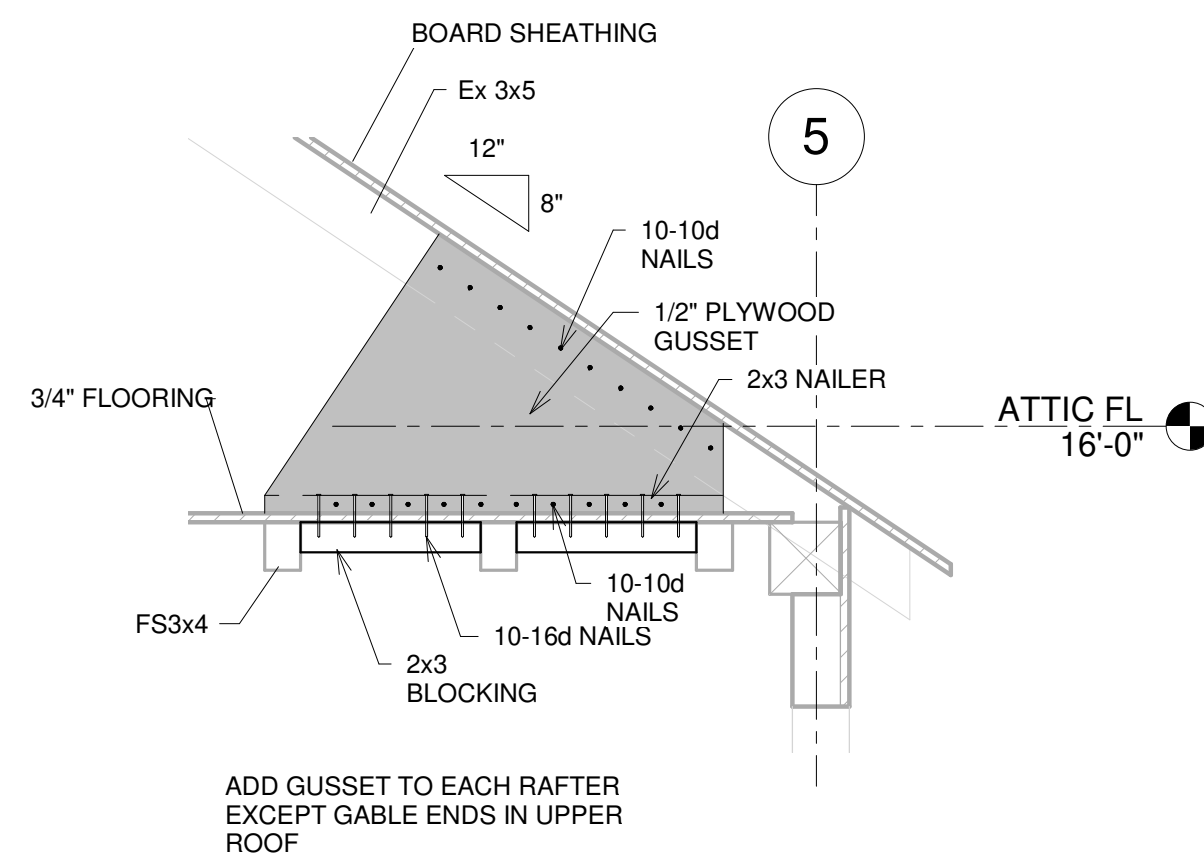 BOARD SHEATHING
Ex 3x5
12"
8"
5
10-10d
NAILS
1/2" PLYWOOD
GUSSET
2x3 NAILER
3/4" FLOORING
ATTIC FL
16'-0"
10-10d
NAILS
FS3x4
10-16d NAILS
2x3
BLOCKING
ADD GUSSET TO EACH RAFTER
EXCEPT GABLE ENDS IN UPPER
ROOF